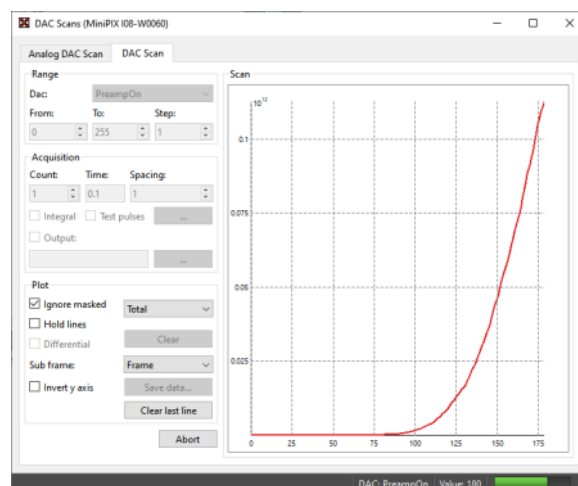 DAC Scans (MiniPIX I08-W0060)
Analog DAC Scan DAC Scan
Range
Dac: PreampOn
From: To: Step:
0 255 1
Acquisition
Count: Time: Spacing:
1 0.1 1
Integral Test pulses ...
Output:
...
Plot
Ignore masked Total
Hold lines
Differential Clear
Sub frame: Frame
Invert y axis Save data...
Clear last line
Abort
Scan
0.1
0.075
0.05
0.025
0 25 50 75 100 125 150 175
DAC: PreampOn Value: 180